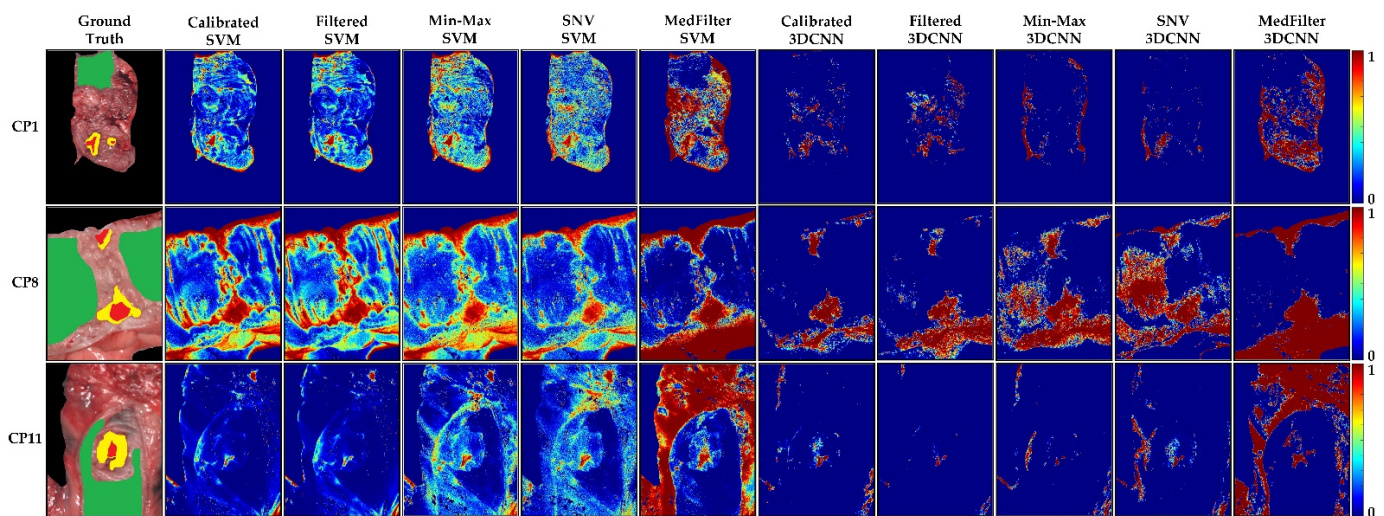 Ground Calibrated Filtered Min-Max SNV MedFilter Calibrated Filtered Min-Max SNV MedFilter
Truth SVM SVM SVM SVM SVM 3DCNN 3DCNN 3DCNN 3DCNN 3DCNN
1
CP1
0
1
CP8
0
1
CP11
0